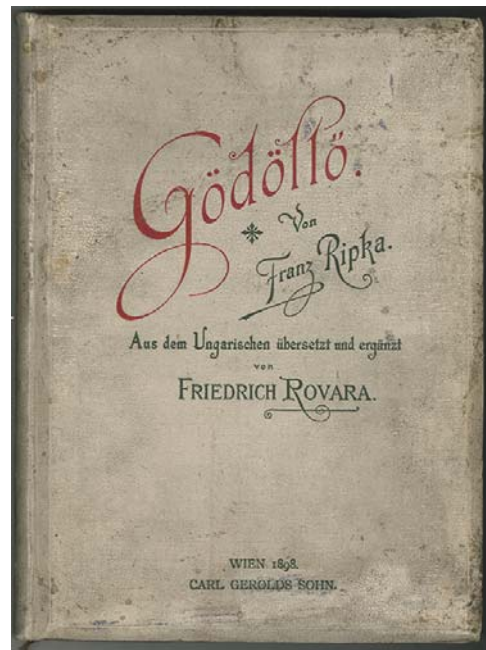 Gödöllő.
Von
Franz Ripka.
Aus dem Ungarischen übersetzt und ergänzt
von
FRIEDRICH ROVARA.
WIEN 1898.
CARL GEROLDS SOHN.